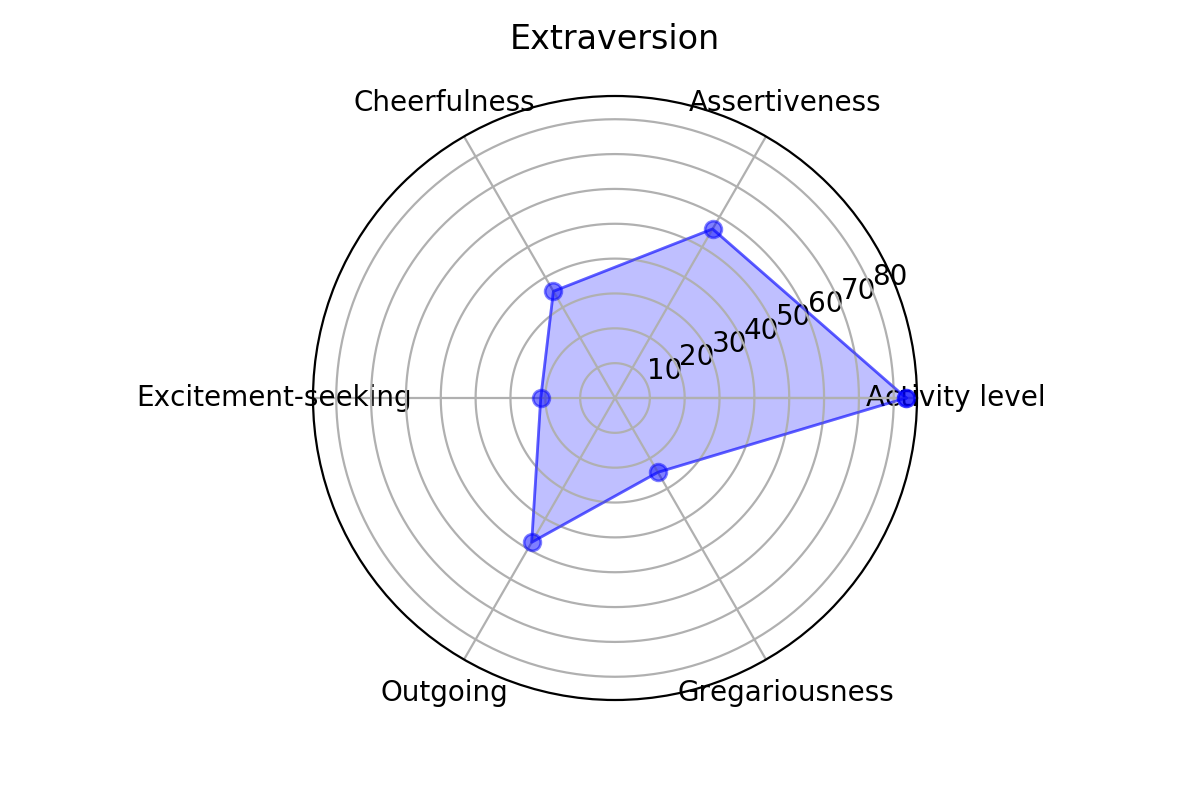 Extraversion
Cheerfulness
Assertiveness
80
70
60
50
40
30
20
10
Excitement-seeking
Activity level
Outgoing
Gregariousness